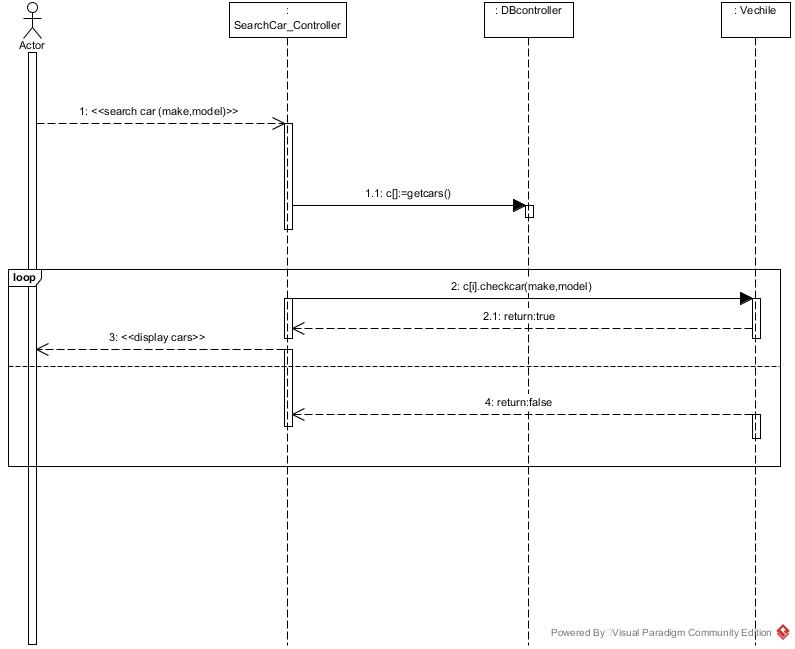 :
SearchCar_Controller
: DBcontroller
: Vechile
Actor
1: <<search car (make,model)>>
1.1: c[]:=getcars()
loop
2: c[i].checkcar(make,model)
2.1: return:true
3: <<display cars>>
4: return:false
Powered By Visual Paradigm Community Edition